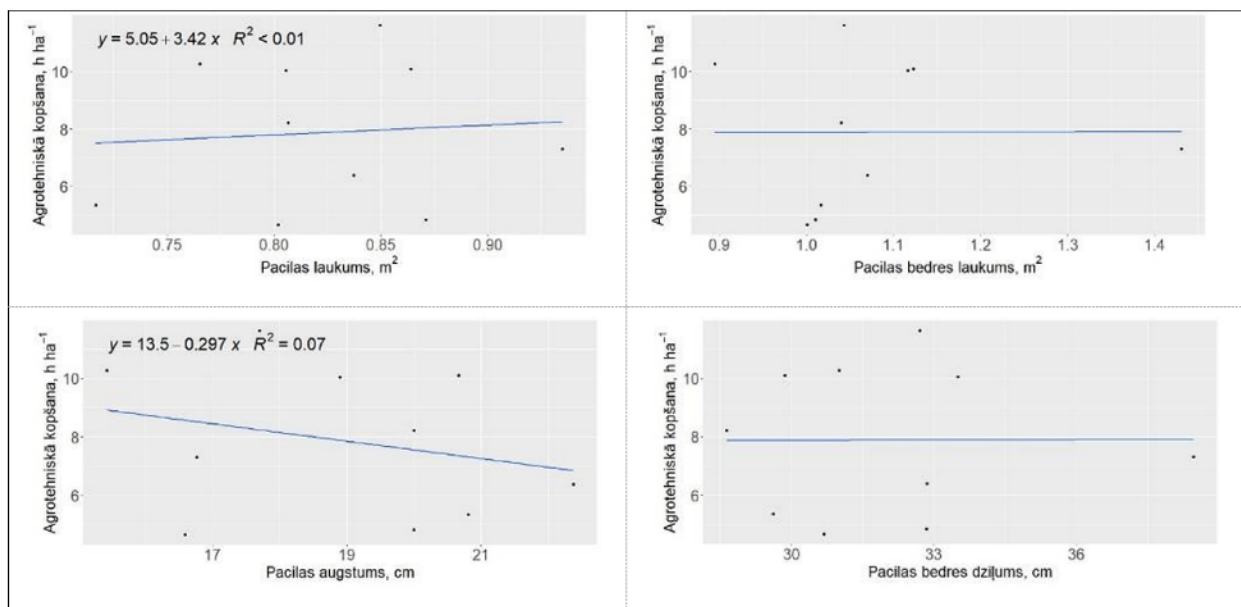 y = 5.05 + 3.42 x R² < 0.01
Agrotehniskā kopšana, h ha⁻¹
10
8
6
0.75 0.80 0.85 0.90
Pacilas laukums, m²
Agrotehniskā kopšana, h ha⁻¹
10
8
6
0.9 1.0 1.1 1.2 1.3 1.4
Pacilas bedres laukums, m²
y = 13.5 – 0.297 x R² = 0.07
Agrotehniskā kopšana, h ha⁻¹
10
8
6
17 19 21
Pacilas augstums, cm
Agrotehniskā kopšana, h ha⁻¹
10
8
6
30 33 36
Pacilas bedres dziļums, cm